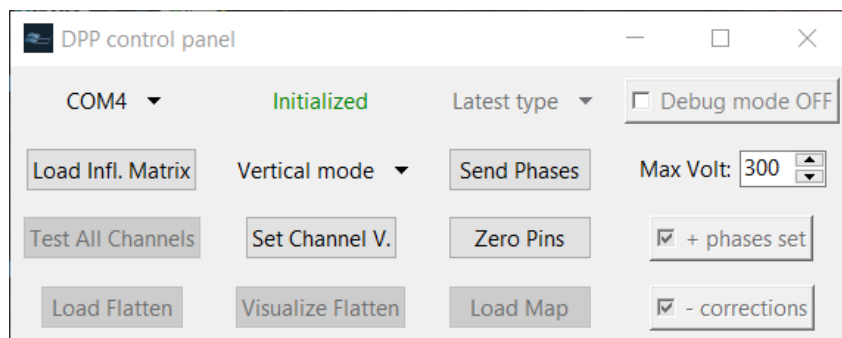 DPP control panel
COM4 Initialized Latest type Debug mode OFF
Load Infl. Matrix Vertical mode Send Phases Max Volt: 300
Test All Channels Set Channel V. Zero Pins + phases set
Load Flatten Visualize Flatten Load Map - corrections